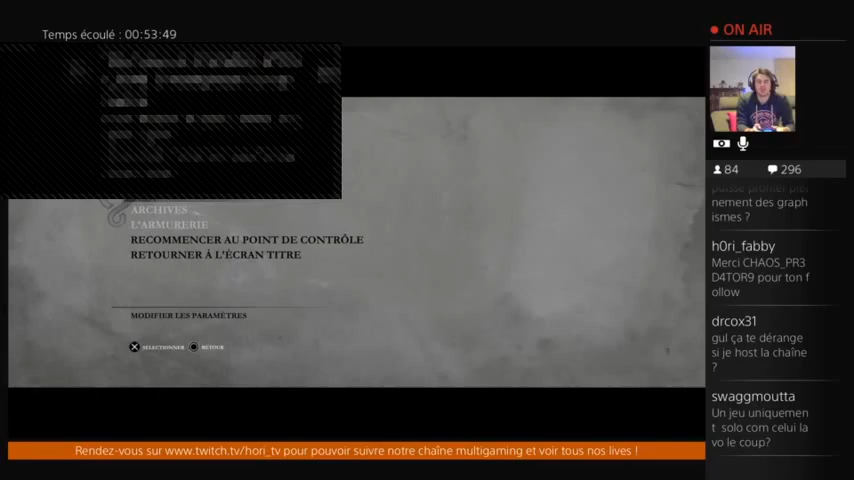 Temps écoulé : 00:53:49
ON AIR
84 296
puisse profiter plei
nement des graph
ismes ?
h0ri_fabby
Merci CHAOS_PR3
D4TOR9 pour ton f
ollow
drcox31
gul ça te dérange
si je host la chaîne
?
swaggmoutta
Un jeu uniquemen
t solo com celui la
vo le coup?
ARCHIVES
L'ARMURERIE
RECOMMENCER AU POINT DE CONTRÔLE
RETOURNER À L'ÉCRAN TITRE
MODIFIER LES PARAMÈTRES
SÉLECTIONNER RETOUR
Rendez-vous sur www.twitch.tv/hori_tv pour pouvoir suivre notre chaîne multigaming et voir tous nos lives !